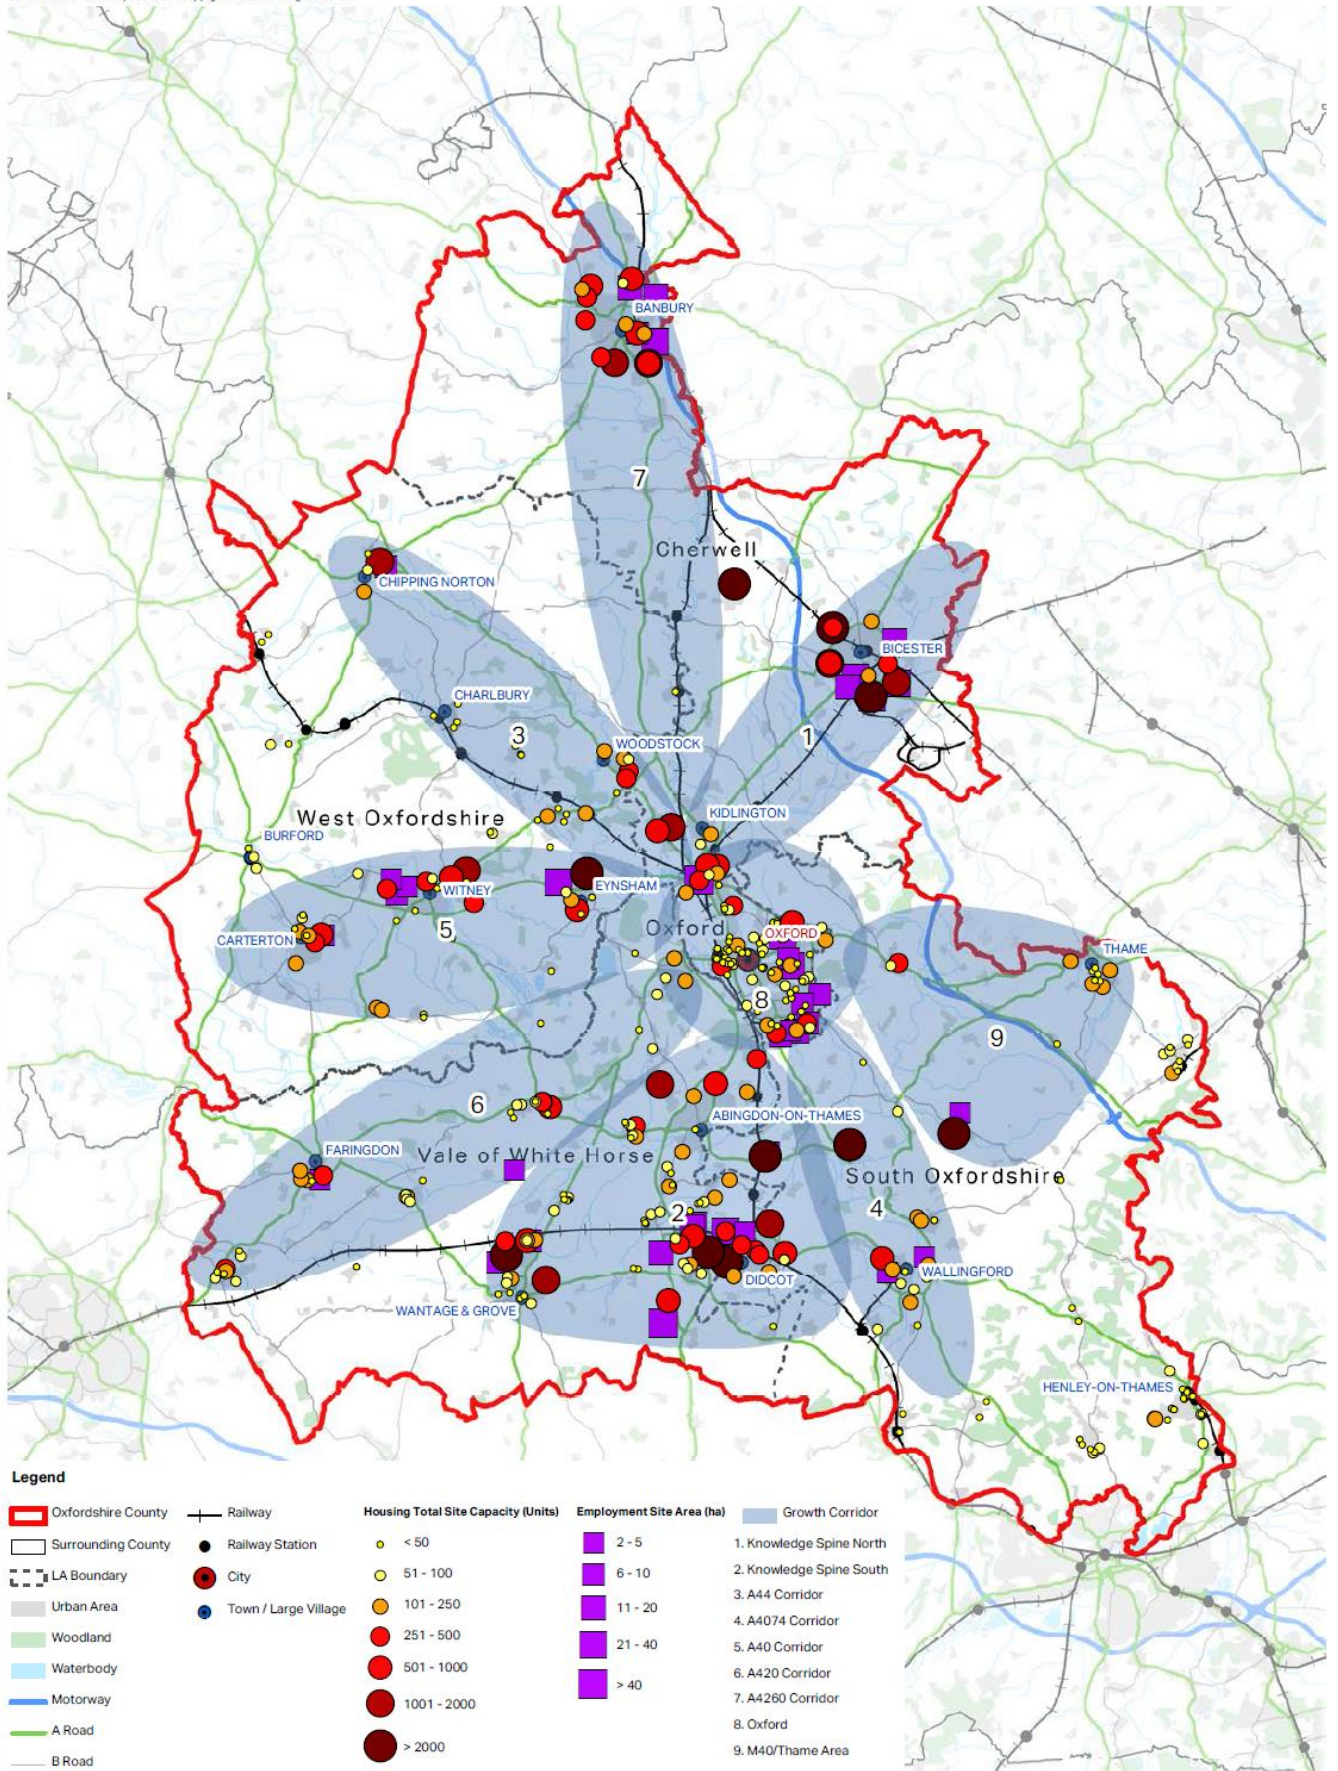 BANBURY
7
Cherwell
CHIPPING NORTON
BICESTER
CHARLBURY
3
WOODSTOCK
1
KIDLINGTON
West Oxfordshire
BURFORD
WITNEY
EYNSHAM
5
Oxford
OXFORD
CARTERTON
THAME
8
9
6
ABINGDON-ON-THAMES
FARINGDON
Vale of White Horse
South Oxfordshire
2
4
WALLINGFORD
DIDCOT
WANTAGE & GROVE
HENLEY-ON-THAMES
Legend
Oxfordshire County
Surrounding County
LA Boundary
Urban Area
Woodland
Waterbody
Motorway
A Road
B Road
Railway
Railway Station
City
Town / Large Village
Housing Total Site Capacity (Units)
< 50
51 - 100
101 - 250
251 - 500
501 - 1000
1001 - 2000
> 2000
Employment Site Area (ha)
2 - 5
6 - 10
11 - 20
21 - 40
> 40
Growth Corridor
1. Knowledge Spine North
2. Knowledge Spine South
3. A44 Corridor
4. A4074 Corridor
5. A40 Corridor
6. A420 Corridor
7. A4260 Corridor
8. Oxford
9. M40/Thame Area